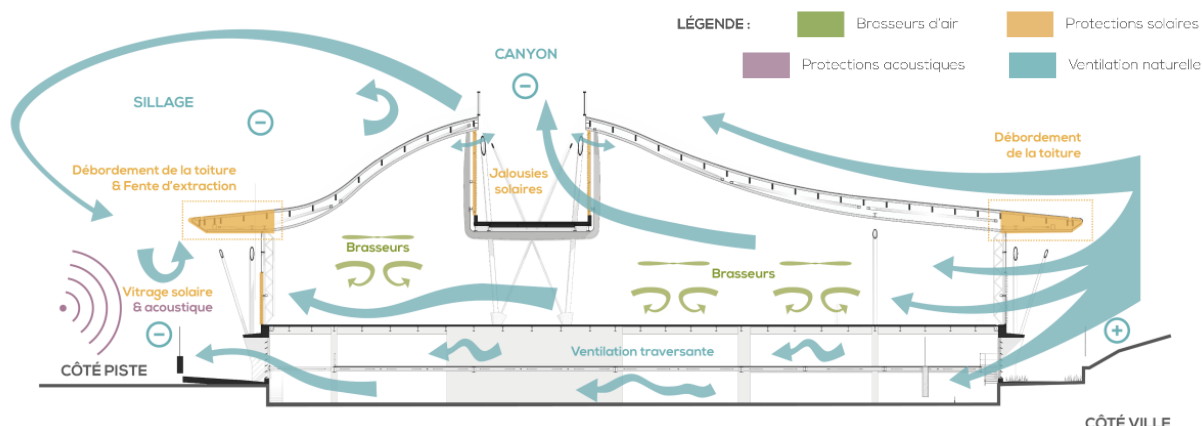 LÉGENDE :
Brasseurs d'air
Protections solaires
Protections acoustiques
Ventilation naturelle
CANYON
SILLAGE
Débordement de la toiture
& Fente d'extraction
Jalousies
solaires
Débordement
de la toiture
Brasseurs
Brasseurs
Vitrage solaire
& acoustique
Ventilation traversante
CÔTÉ PISTE
CÔTÉ VILLE